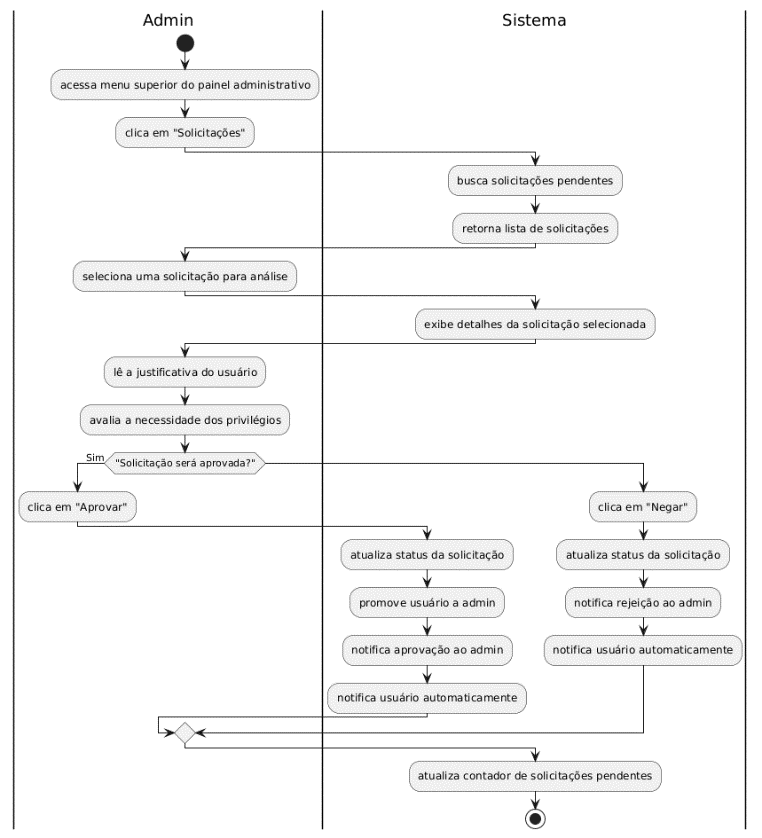 Admin
Sistema
acessa menu superior do painel administrativo
clica em "Solicitações"
busca solicitações pendentes
retorna lista de solicitações
seleciona uma solicitação para análise
exibe detalhes da solicitação selecionada
lê a justificativa do usuário
avalia a necessidade dos privilégios
Sim
"Solicitação será aprovada?"
clica em "Aprovar"
clica em "Negar"
atualiza status da solicitação
atualiza status da solicitação
promove usuário a admin
notifica rejeição ao admin
notifica aprovação ao admin
notifica usuário automaticamente
notifica usuário automaticamente
atualiza contador de solicitações pendentes